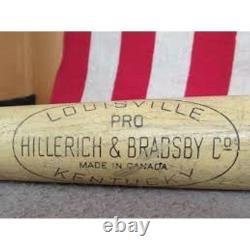 LOUISVILLE
PRO
HILLERICH & BRADSBY Co
MADE IN CANADA
KENTUCKY